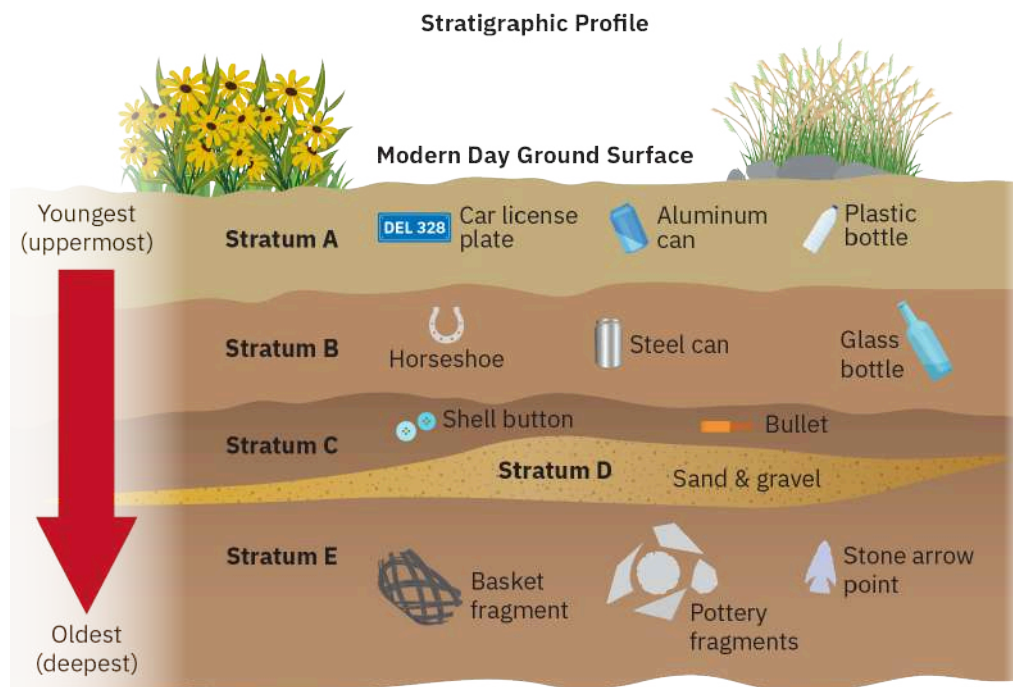 Stratigraphic Profile
Modern Day Ground Surface
Youngest
(uppermost)
Stratum A
DEL 328
Car license
plate
Aluminum
can
Plastic
bottle
Stratum B
Horseshoe
Steel can
Glass
bottle
Stratum C
Shell button
Bullet
Stratum D
Sand & gravel
Stratum E
Basket
fragment
Pottery
fragments
Stone arrow
point
Oldest
(deepest)